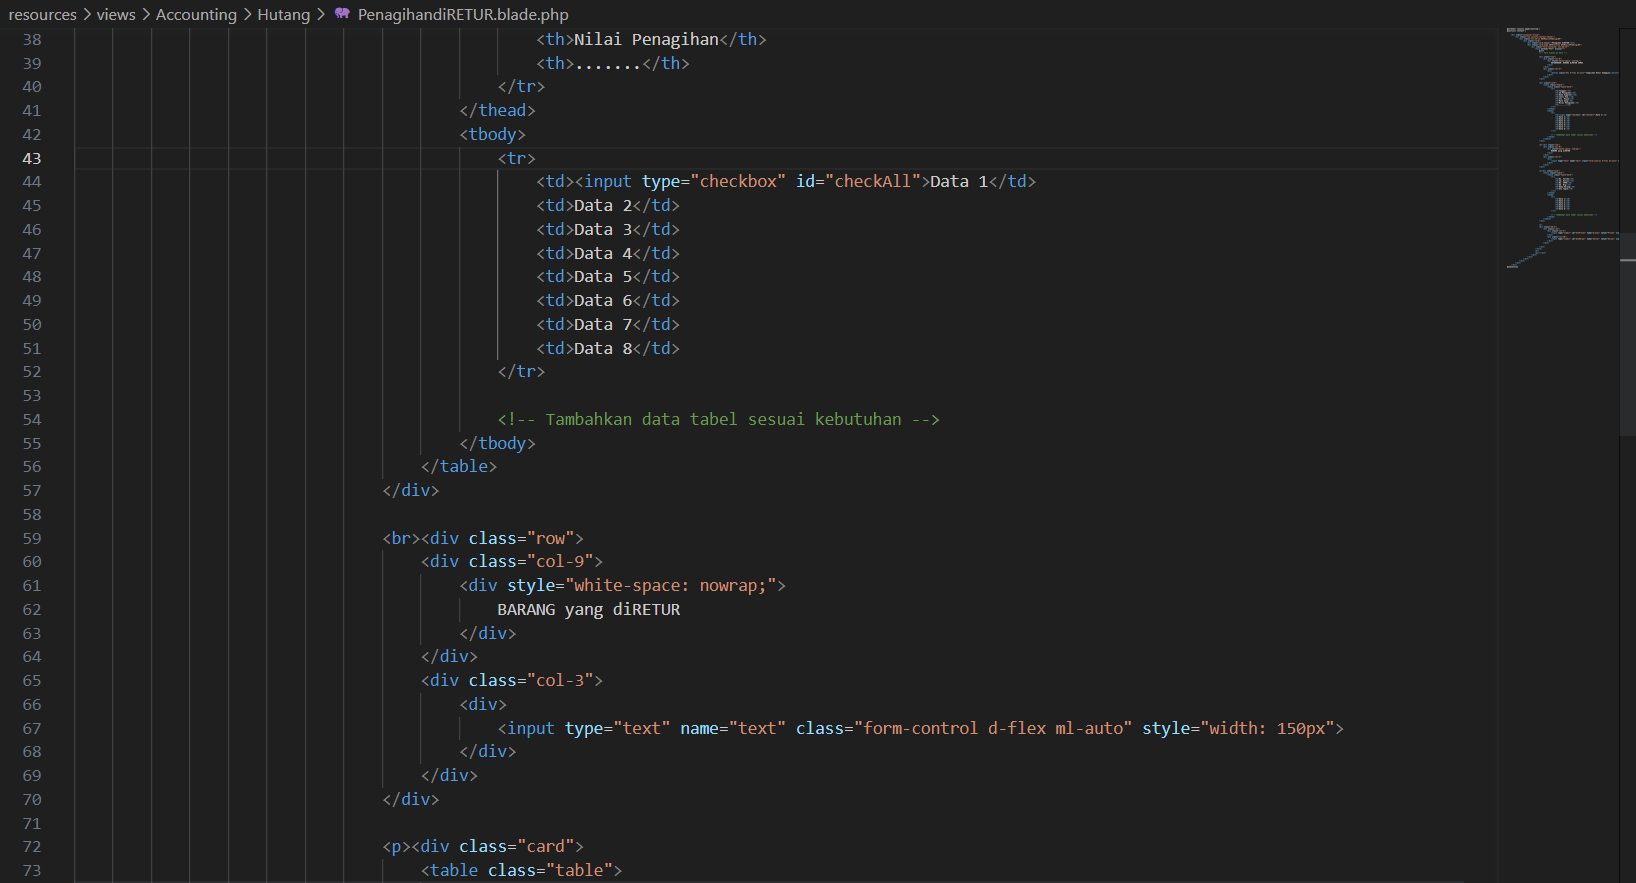 resources > views > Accounting > Hutang > PenagihandiRETUR.blade.php
38 <th>Nilai Penagihan</th>
39 <th>.......</th>
40 </tr>
41 </thead>
42 <tbody>
43 <tr>
44 <td><input type="checkbox" id="checkAll">Data 1</td>
45 <td>Data 2</td>
46 <td>Data 3</td>
47 <td>Data 4</td>
48 <td>Data 5</td>
49 <td>Data 6</td>
50 <td>Data 7</td>
51 <td>Data 8</td>
52 </tr>
53
54 <!-- Tambahkan data tabel sesuai kebutuhan -->
55 </tbody>
56 </table>
57 </div>
58
59 <br><div class="row">
60 <div class="col-9">
61 <div style="white-space: nowrap;">
62 BARANG yang diRETUR
63 </div>
64 </div>
65 <div class="col-3">
66 <div>
67 <input type="text" name="text" class="form-control d-flex ml-auto" style="width: 150px">
68 </div>
69 </div>
70 </div>
71
72 <p><div class="card">
73 <table class="table">